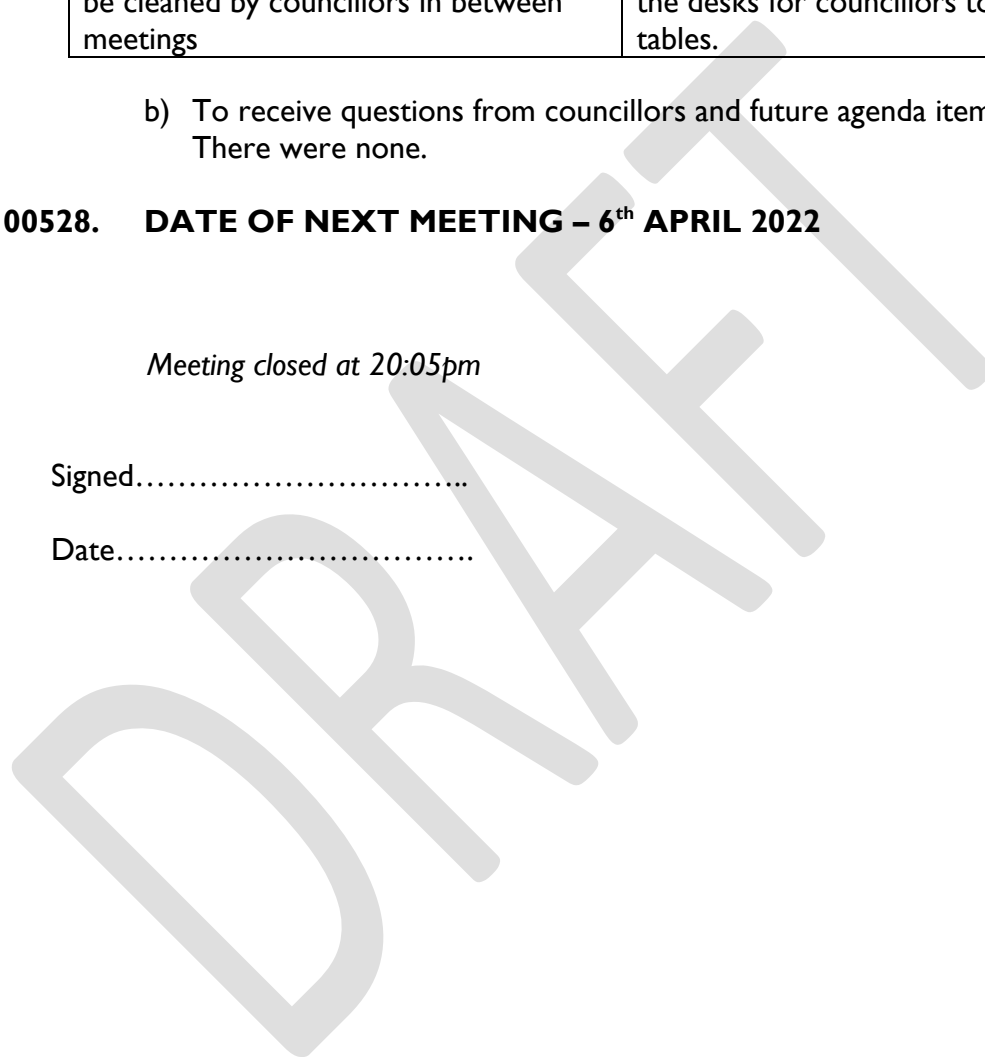 be cleaned by councillors in between
meetings
the desks for councillors to
tables.
b) To receive questions from councillors and future agenda item
There were none.
00528. DATE OF NEXT MEETING – 6th APRIL 2022
Meeting closed at 20:05pm
Signed…………………………..
Date…………………………….
DRAFT